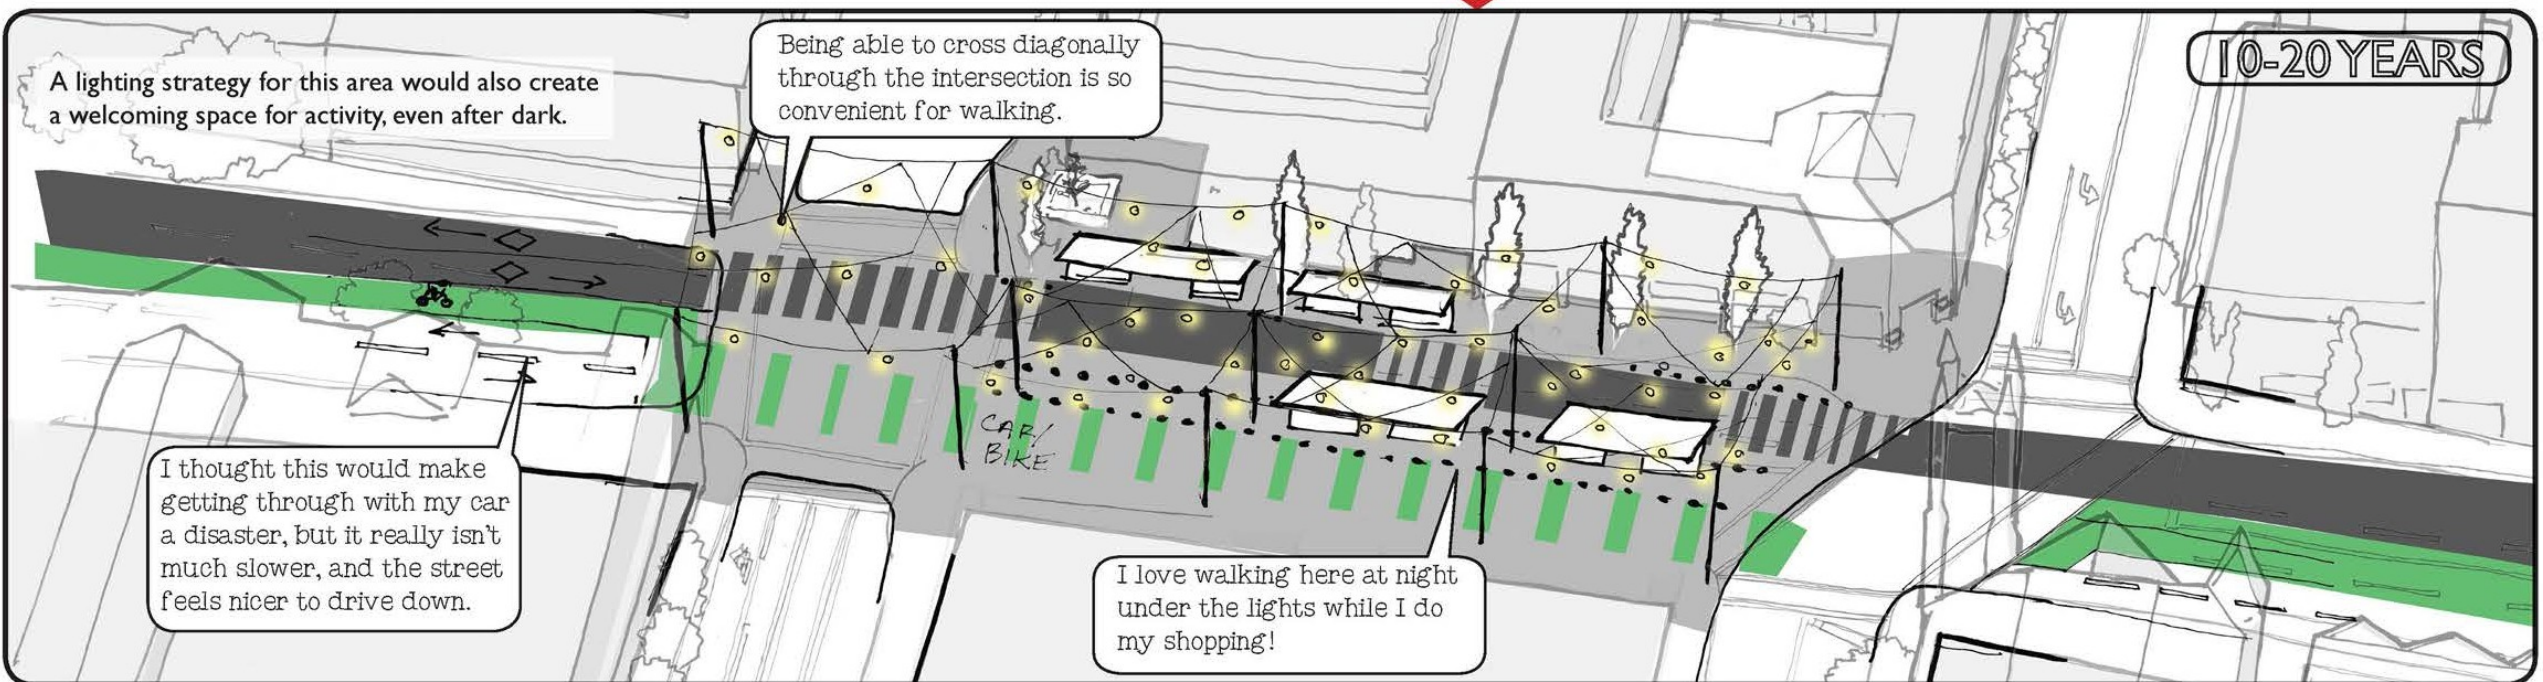 10-20 YEARS
A lighting strategy for this area would also create
a welcoming space for activity, even after dark.
Being able to cross diagonally
through the intersection is so
convenient for walking.
I thought this would make
getting through with my car
a disaster, but it really isn't
much slower, and the street
feels nicer to drive down.
CAR/
BIKE
I love walking here at night
under the lights while I do
my shopping!